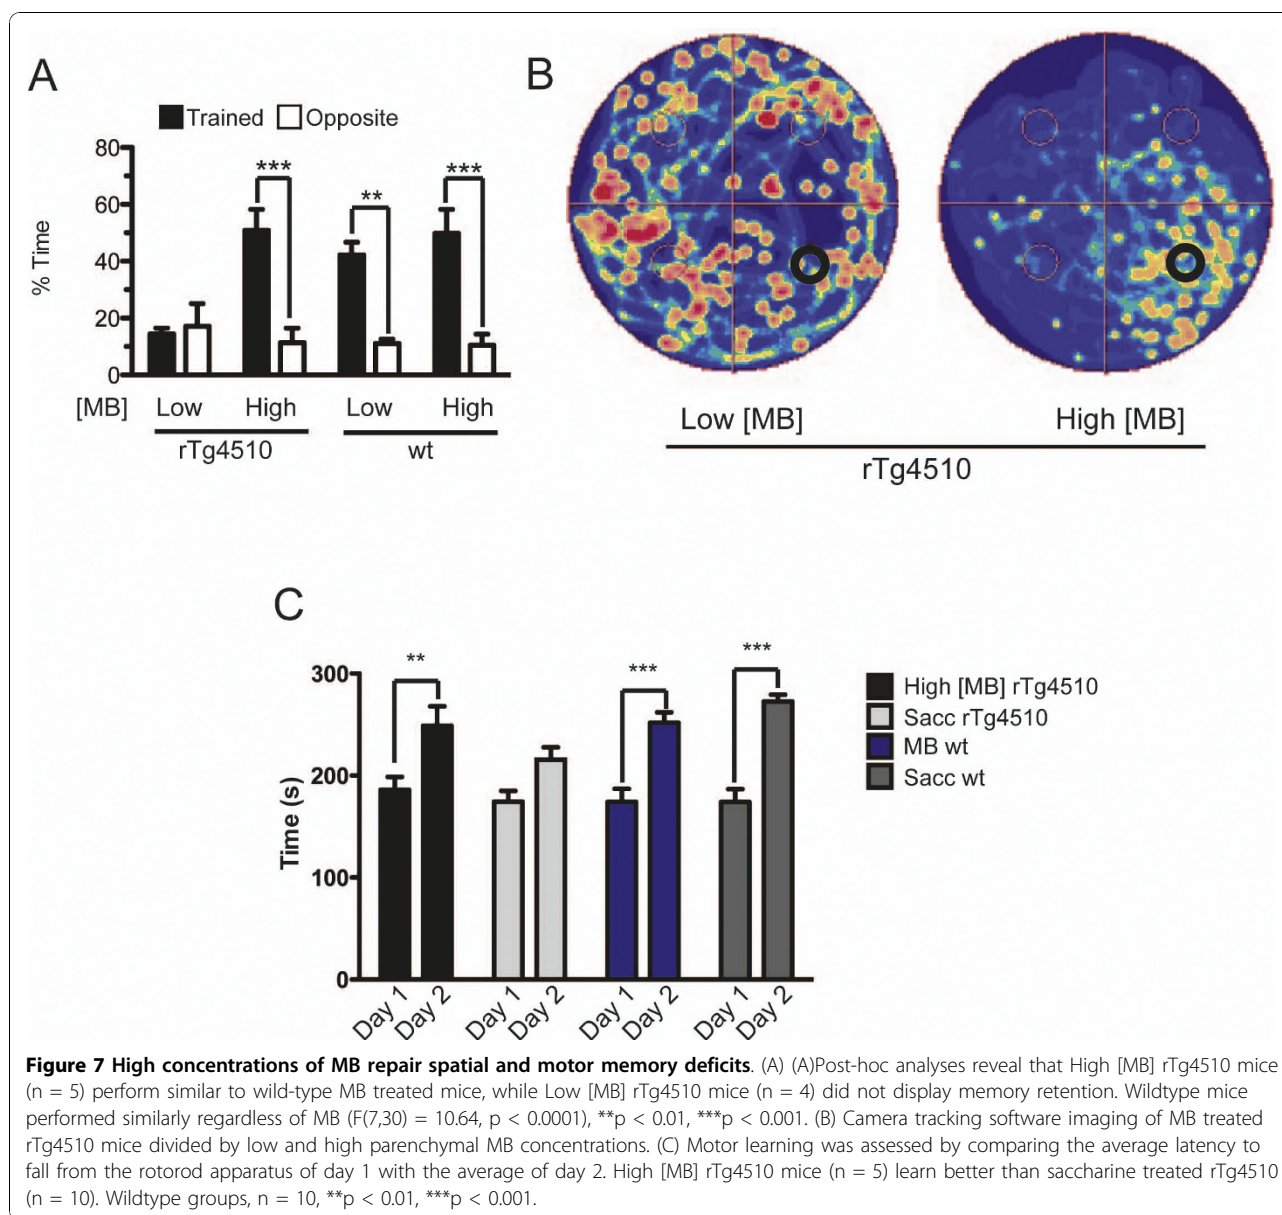 A
Trained Opposite
80
60
40
20
0
% Time
***
**
***
[MB] Low High Low High
rTg4510 wt
B
Low [MB] High [MB]
rTg4510
C
300
200
100
0
Time (s)
**
***
***
Day 1 Day 2 Day 1 Day 2 Day 1 Day 2 Day 1 Day 2
High [MB] rTg4510
Sacc rTg4510
MB wt
Sacc wt
Figure 7 High concentrations of MB repair spatial and motor memory deficits. (A) (A)Post-hoc analyses reveal that High [MB] rTg4510 mice
(n = 5) perform similar to wild-type MB treated mice, while Low [MB] rTg4510 mice (n = 4) did not display memory retention. Wildtype mice
performed similarly regardless of MB (F(7,30) = 10.64, p < 0.0001), **p < 0.01, ***p < 0.001. (B) Camera tracking software imaging of MB treated
rTg4510 mice divided by low and high parenchymal MB concentrations. (C) Motor learning was assessed by comparing the average latency to
fall from the rotorod apparatus of day 1 with the average of day 2. High [MB] rTg4510 mice (n = 5) learn better than saccharine treated rTg4510
(n = 10). Wildtype groups, n = 10, **p < 0.01, ***p < 0.001.